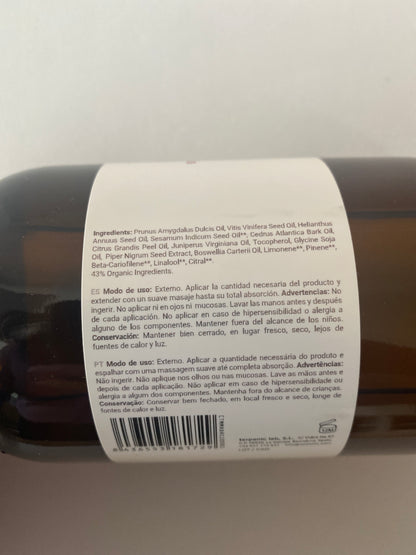 Ingredients: Prunus Amygdalus Dulcis Oil, Vitis Vinifera Seed Oil, Helianthus
Annuus Seed Oil, Sesamum Indicum Seed Oil**, Cedrus Atlantica Bark Oil,
Citrus Grandis Peel Oil, Juniperus Virginiana Oil, Tocopherol, Glycine Soja
Oil, Piper Nigrum Seed Extract, Boswellia Carterii Oil, Limonene**, Pinene**,
Beta-Cariofilene**, Linalool**, Citral**.
43% Organic Ingredients.
ES Modo de uso: Externo. Aplicar la cantidad necesaria del producto y
extender con un suave masaje hasta su total absorción. Advertencias: No
ingerir. No aplicar ni en ojos ni mucosas. Lavar las manos antes y después
de cada aplicación. No aplicar en caso de hipersensibilidad o alergia a
alguno de los componentes. Mantener fuera del alcance de los niños.
Conservación: Mantener bien cerrado, en lugar fresco, seco, lejos de
fuentes de calor y luz.
PT Modo de uso: Externo. Aplicar a quantidade necessária do produto e
espalhar com uma massagem suave até completa absorção. Advertências:
Não ingerir. Não aplique nos olhos ou nas mucosas. Lave as mãos antes e
depois de cada aplicação. Não aplicar em caso de hipersensibilidade ou
alergia a algum dos componentes. Mantenha fora do alcance de crianças.
Conservação: Conservar bem fechado, em local fresco e seco, longe de
fontes de calor e luz.
terpenic lab, S.L.